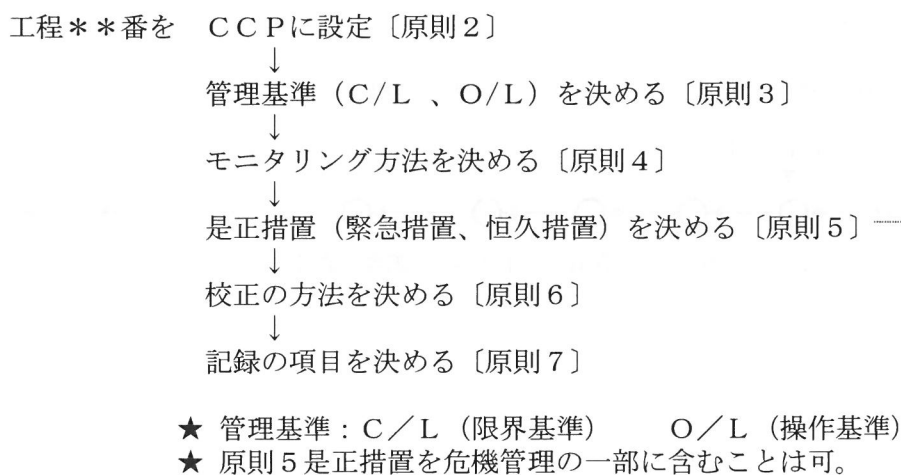 工程＊＊番を　ＣＣＰに設定〔原則２〕
↓
管理基準（Ｃ/Ｌ 、Ｏ/Ｌ）を決める〔原則３〕
↓
モニタリング方法を決める〔原則４〕
↓
是正措置（緊急措置、恒久措置）を決める〔原則５〕
↓
校正の方法を決める〔原則６〕
↓
記録の項目を決める〔原則７〕
★ 管理基準：Ｃ／Ｌ（限界基準）　　Ｏ／Ｌ（操作基準）
★ 原則５是正措置を危機管理の一部に含むことは可。